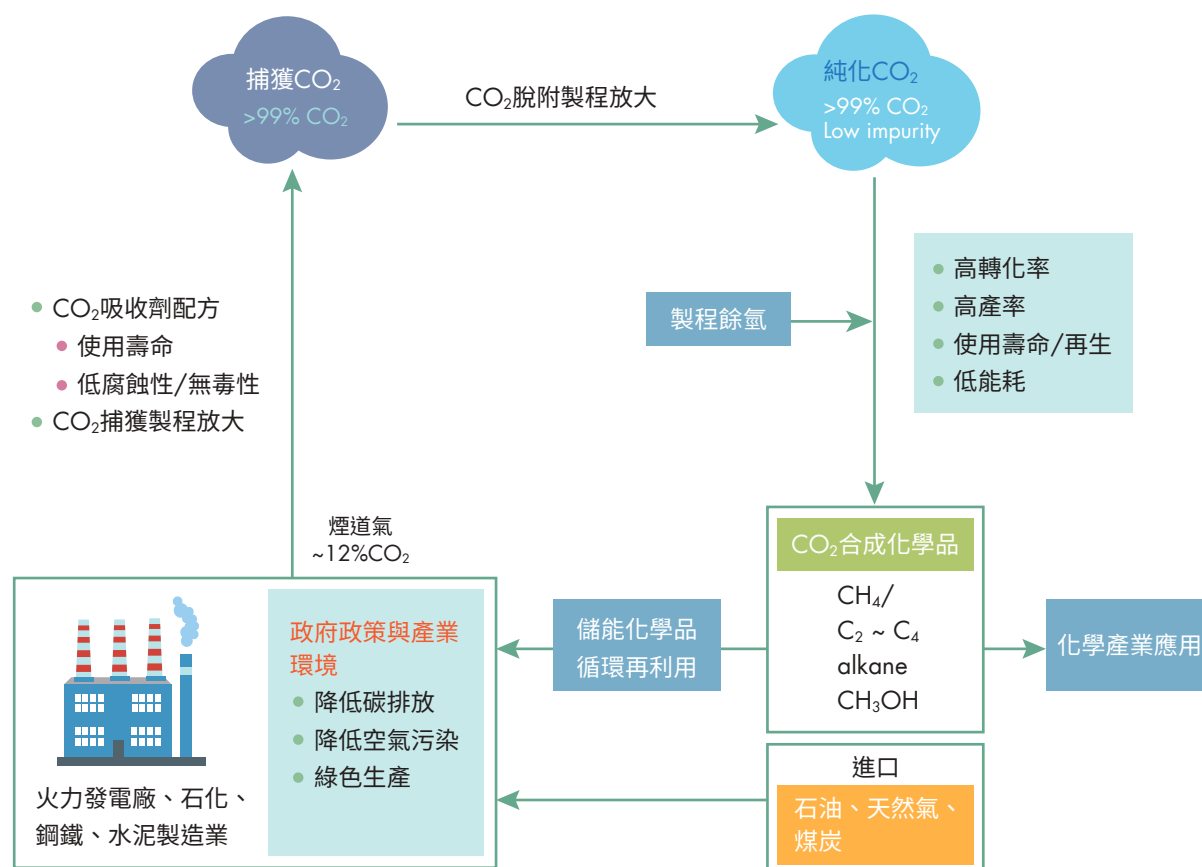 捕獲CO₂
>99% CO₂
CO₂脫附製程放大
純化CO₂
>99% CO₂
Low impurity
高轉化率
高產率
使用壽命/再生
低能耗
製程餘氫
CO₂吸收劑配方
使用壽命
低腐蝕性/無毒性
CO₂捕獲製程放大
煙道氣
~12%CO₂
CO₂合成化學品
CH₄/
C₂ ~ C₄
alkane
CH₃OH
儲能化學品
循環再利用
化學產業應用
政府政策與產業
環境
降低碳排放
降低空氣污染
綠色生產
火力發電廠、石化、
鋼鐵、水泥製造業
進口
石油、天然氣、
煤炭